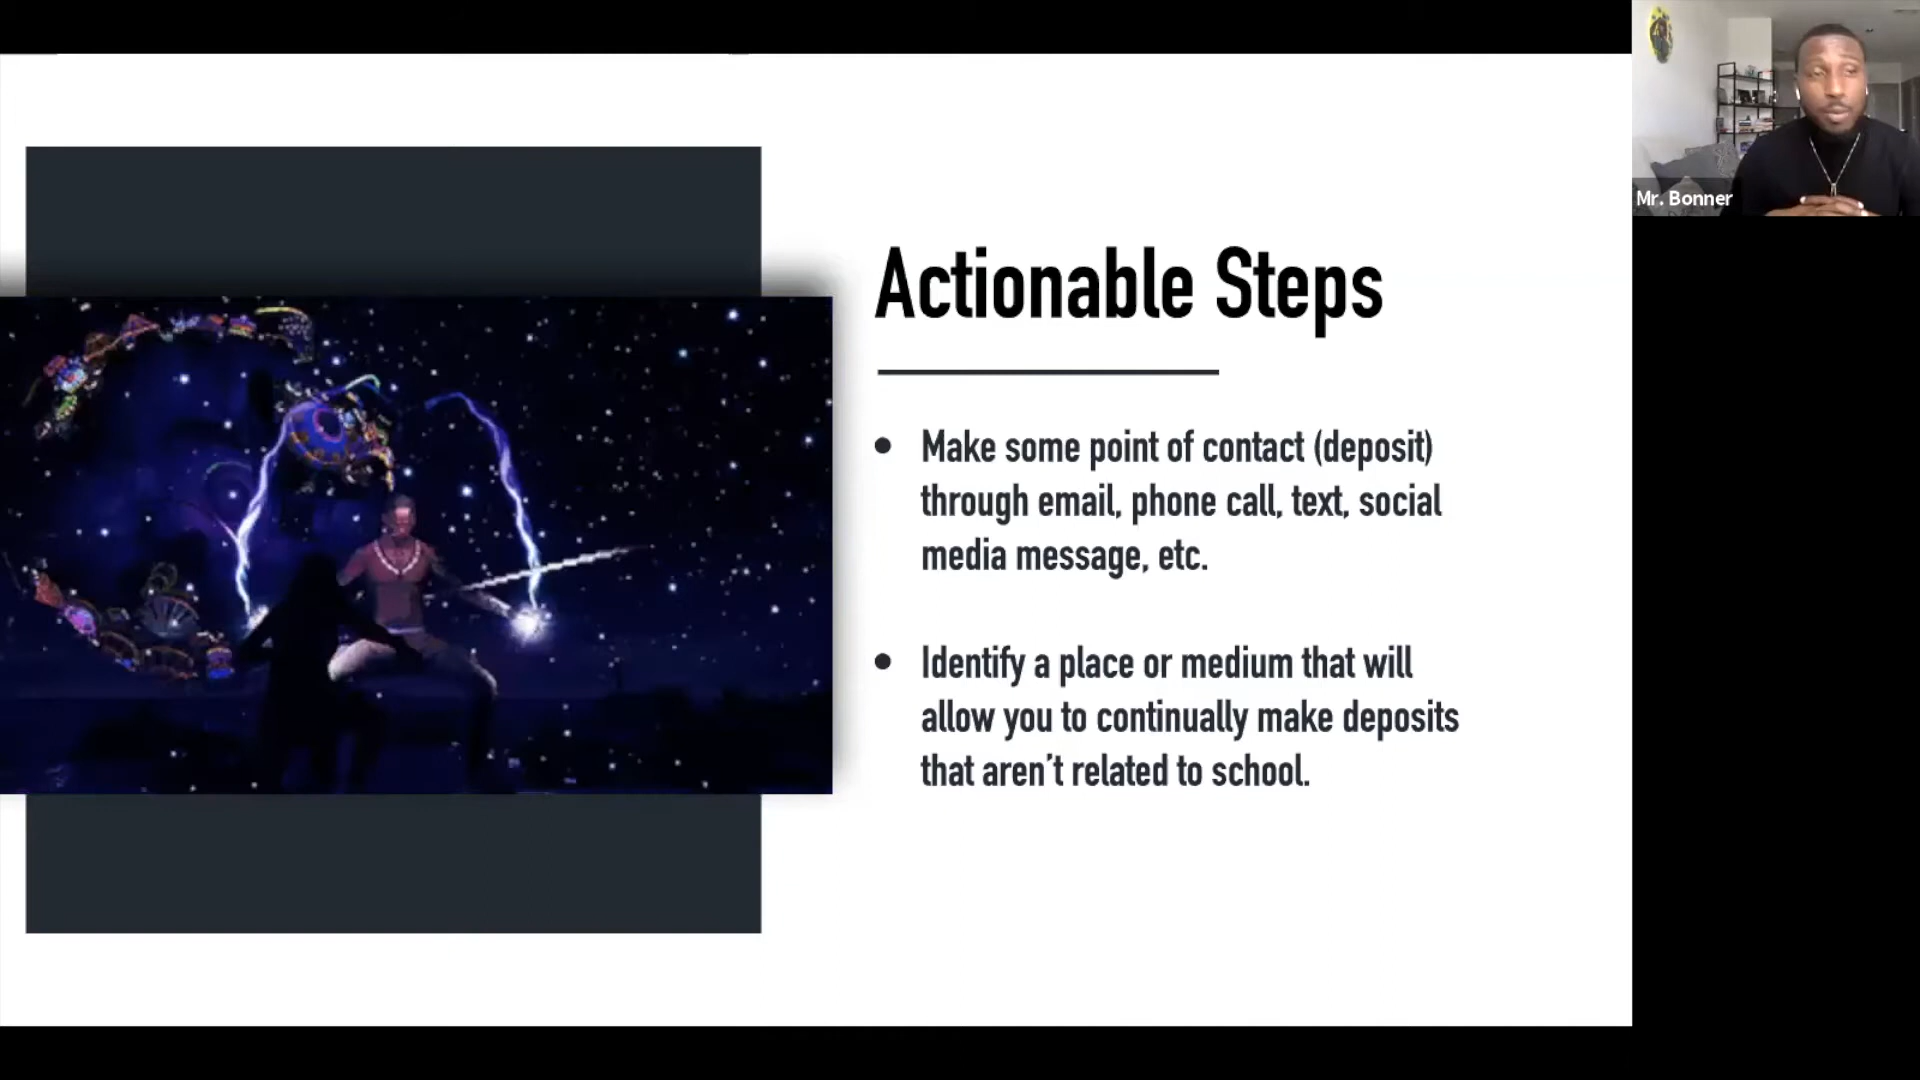 Mr. Bonner
Actionable Steps
• Make some point of contact (deposit)
through email, phone call, text, social
media message, etc.
• Identify a place or medium that will
allow you to continually make deposits
that aren’t related to school.